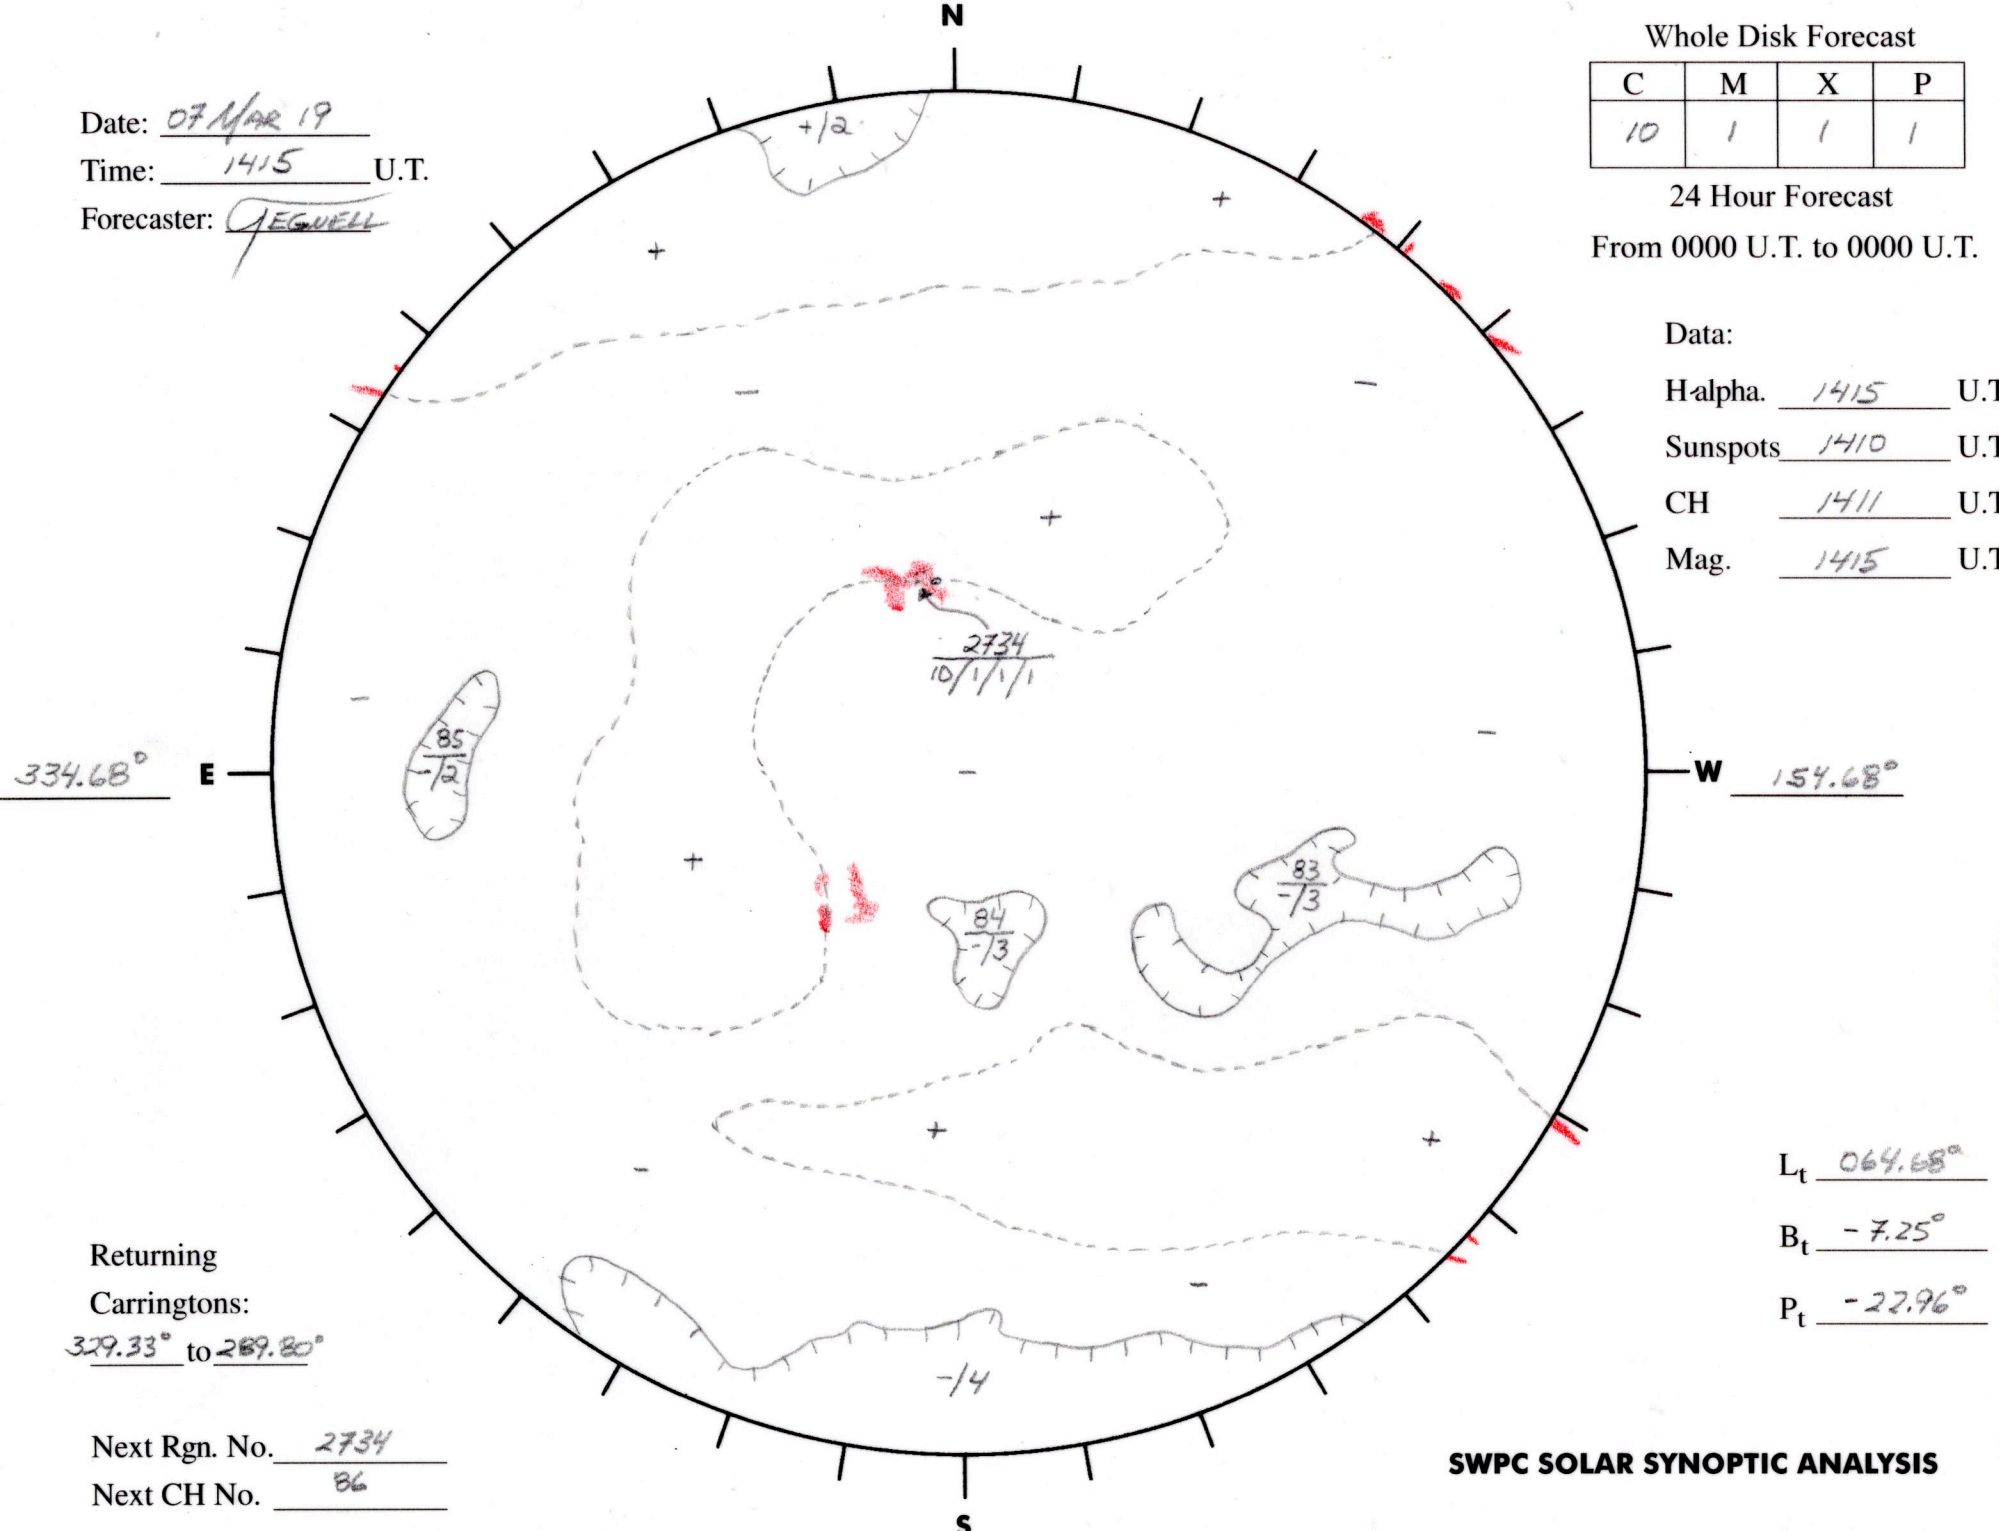 N
Whole Disk Forecast
C M X P
10 1 1 1
24 Hour Forecast
From 0000 U.T. to 0000 U.T.
Date: 07 MAR 19
Time: 1415 U.T.
Forecaster:
+/2
+
+
Data:
H-alpha. 1415 U.T
Sunspots 1410 U.T
CH 1411 U.T
Mag. 1415 U.T
-
-
+
2734
10/1/1/1
-
85
-/2
-
334.68° E
-
W 154.68°
+
83
-/3
84
-/3
+
+
-
Lt 064.68°
Bt -7.25°
Pt -22.96°
Returning
Carringtons:
329.33° to 289.80°
-
-/4
Next Rgn. No. 2734
Next CH No. 86
SWPC SOLAR SYNOPTIC ANALYSIS
S